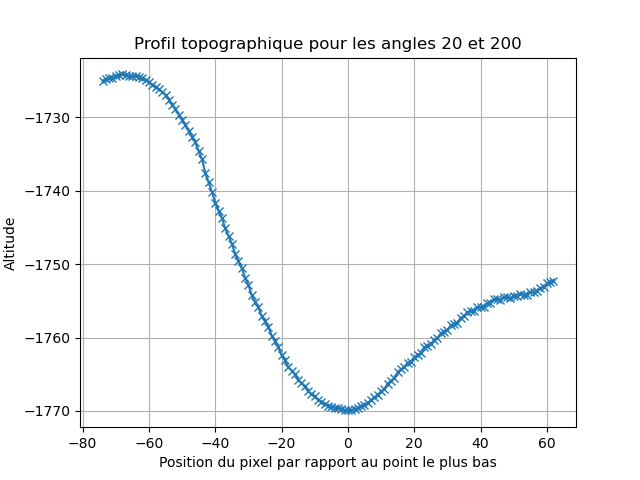 Profil topographique pour les angles 20 et 200
−1730
−1740
−1750
−1760
−1770
Altitude
−80 −60 −40 −20 0 20 40 60
Position du pixel par rapport au point le plus bas